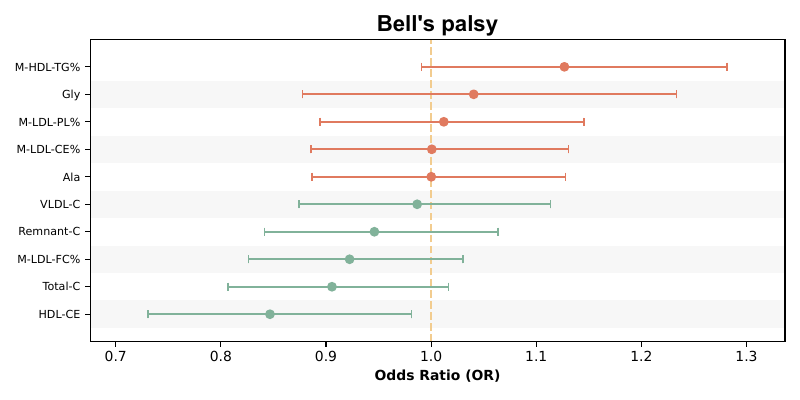 Bell's palsy
M-HDL-TG%
Gly
M-LDL-PL%
M-LDL-CE%
Ala
VLDL-C
Remnant-C
M-LDL-FC%
Total-C
HDL-CE
0.7 0.8 0.9 1.0 1.1 1.2 1.3
Odds Ratio (OR)